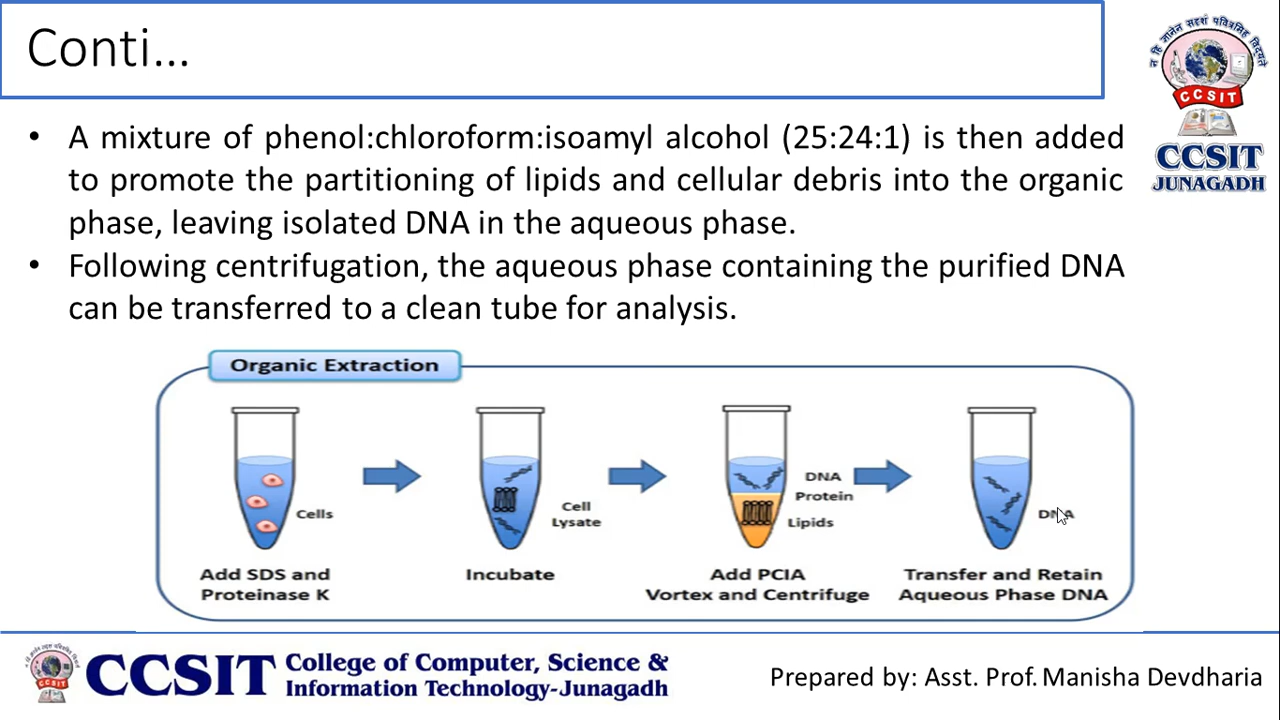 Conti...
न हि ज्ञानेन सदृशं पवित्रमिह विद्यते
CCSIT
CCSIT
JUNAGADH
• A mixture of phenol:chloroform:isoamyl alcohol (25:24:1) is then added
to promote the partitioning of lipids and cellular debris into the organic
phase, leaving isolated DNA in the aqueous phase.
• Following centrifugation, the aqueous phase containing the purified DNA
can be transferred to a clean tube for analysis.
Organic Extraction
Cells
Cell
Lysate
DNA
Protein
Lipids
DNA
Add SDS and
Proteinase K
Incubate
Add PCIA
Vortex and Centrifuge
Transfer and Retain
Aqueous Phase DNA
CCSIT
College of Computer, Science &
Information Technology-Junagadh
Prepared by: Asst. Prof. Manisha Devdharia